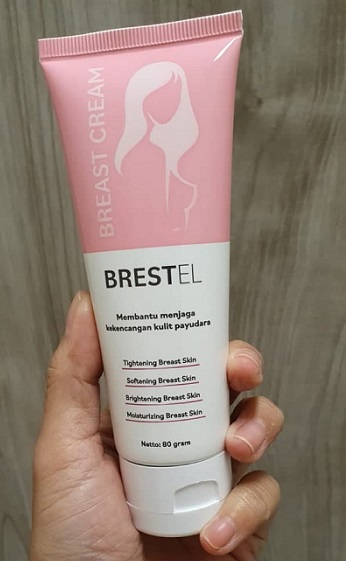 BREAST CREAM
BRESTEL
Membantu menjaga
kekencangan kulit payudara
Tightening Breast Skin
Softening Breast Skin
Brightening Breast Skin
Moisturizing Breast Skin
Netto: 80 gram